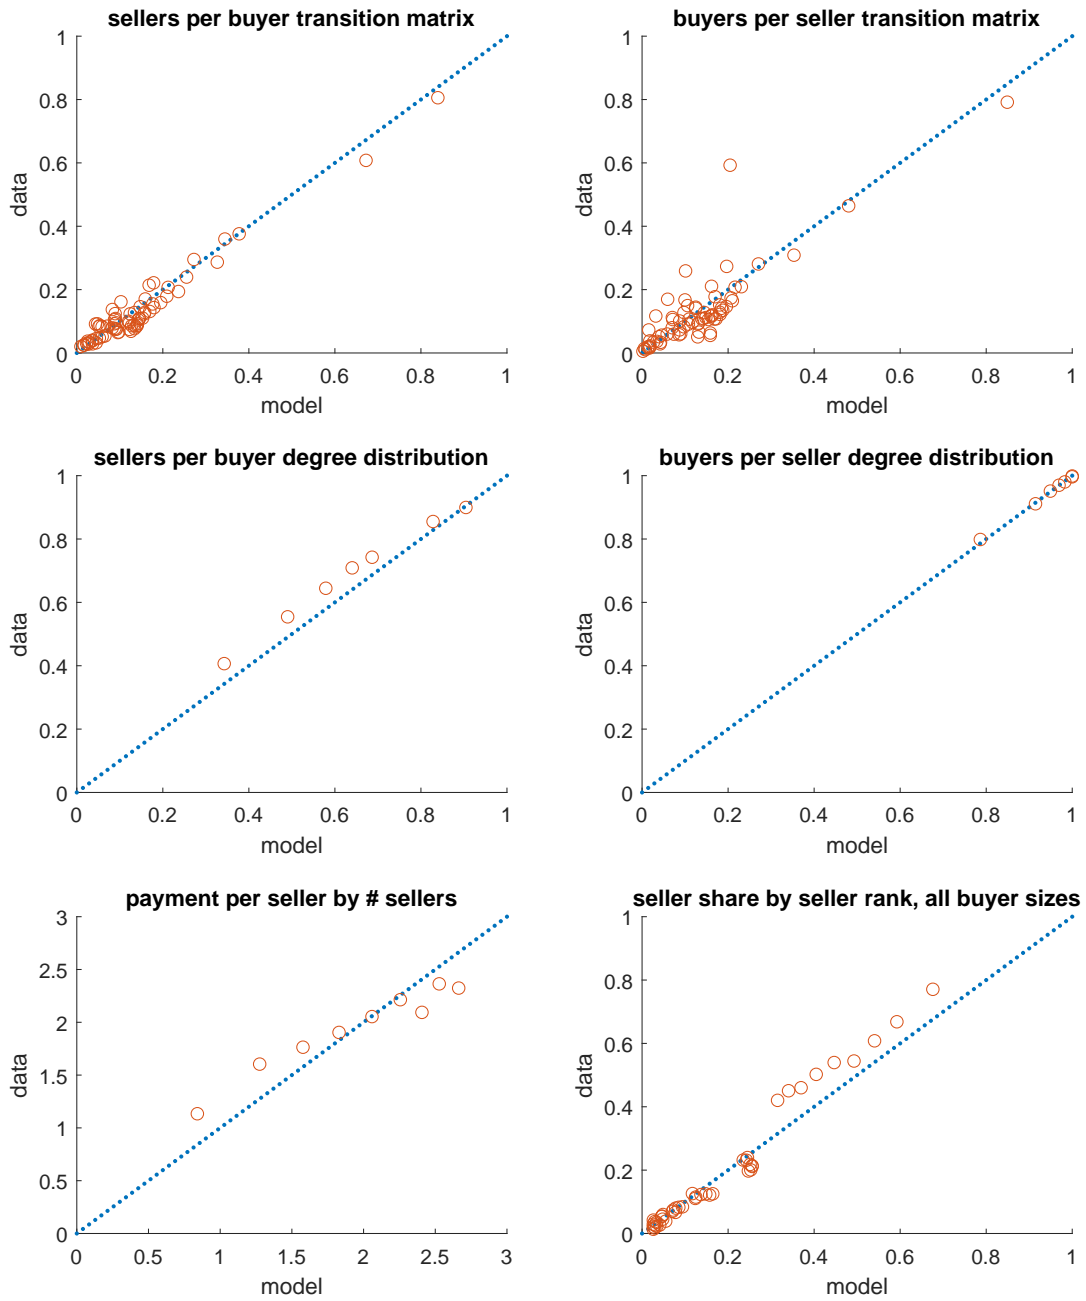 sellers per buyer transition matrix
1
0.8
0.6
0.4
0.2
0
data
0 0.2 0.4 0.6 0.8 1
model
buyers per seller transition matrix
1
0.8
0.6
0.4
0.2
0
data
0 0.2 0.4 0.6 0.8 1
model
sellers per buyer degree distribution
1
0.8
0.6
0.4
0.2
0
data
0 0.2 0.4 0.6 0.8 1
model
buyers per seller degree distribution
1
0.8
0.6
0.4
0.2
0
data
0 0.2 0.4 0.6 0.8 1
model
payment per seller by # sellers
3
2.5
2
1.5
1
0.5
0
data
0 0.5 1 1.5 2 2.5 3
model
seller share by seller rank, all buyer sizes
1
0.8
0.6
0.4
0.2
0
data
0 0.2 0.4 0.6 0.8 1
model